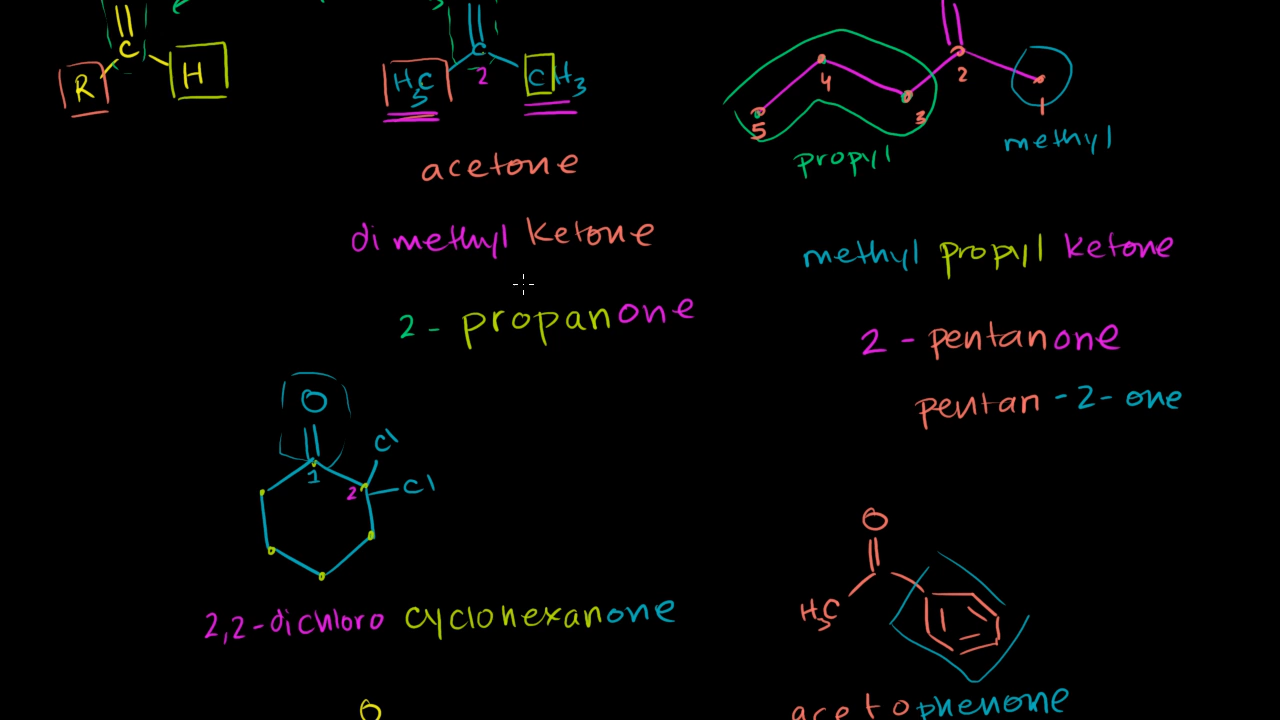 C
R H
C
H3C 2 CH3
acetone
dimethyl ketone
2-propanone
5 4 3 2 1
propyl methyl
methyl propyl ketone
2-pentanone
pentan-2-one
O
Cl
1
2 Cl
2,2-dichloro cyclohexanone
O
H3C
acetophenone
O